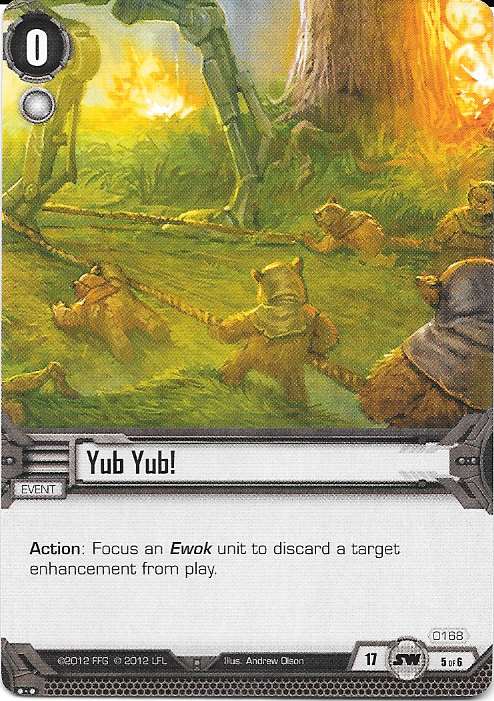 0
Yub Yub!
EVENT
Action: Focus an Ewok unit to discard a target
enhancement from play.
0168
©2012 FFG © 2012 LFL Illus. Andrew Olson 17 SW 5 OF 6